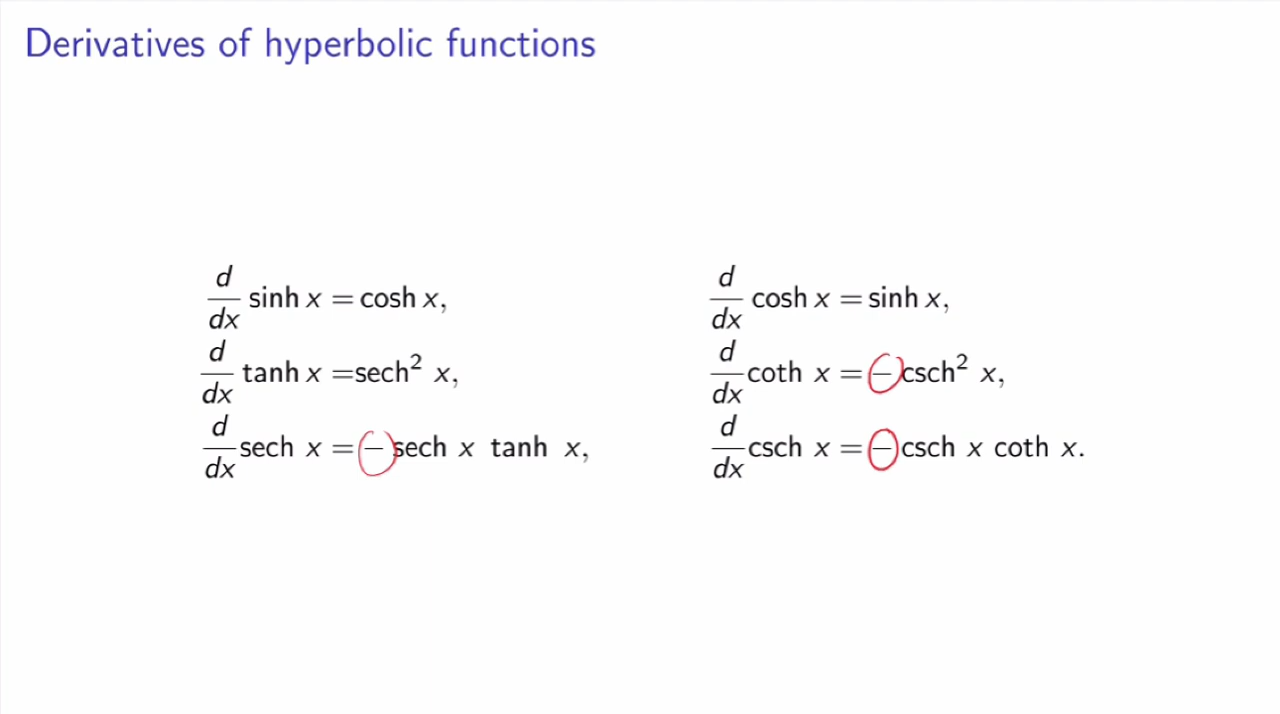 Derivatives of hyperbolic functions
d/dx sinh x = cosh x, d/dx cosh x = sinh x,
d/dx tanh x =sech² x, d/dx coth x = −csch² x,
d/dx sech x = −sech x tanh x, d/dx csch x = −csch x coth x.